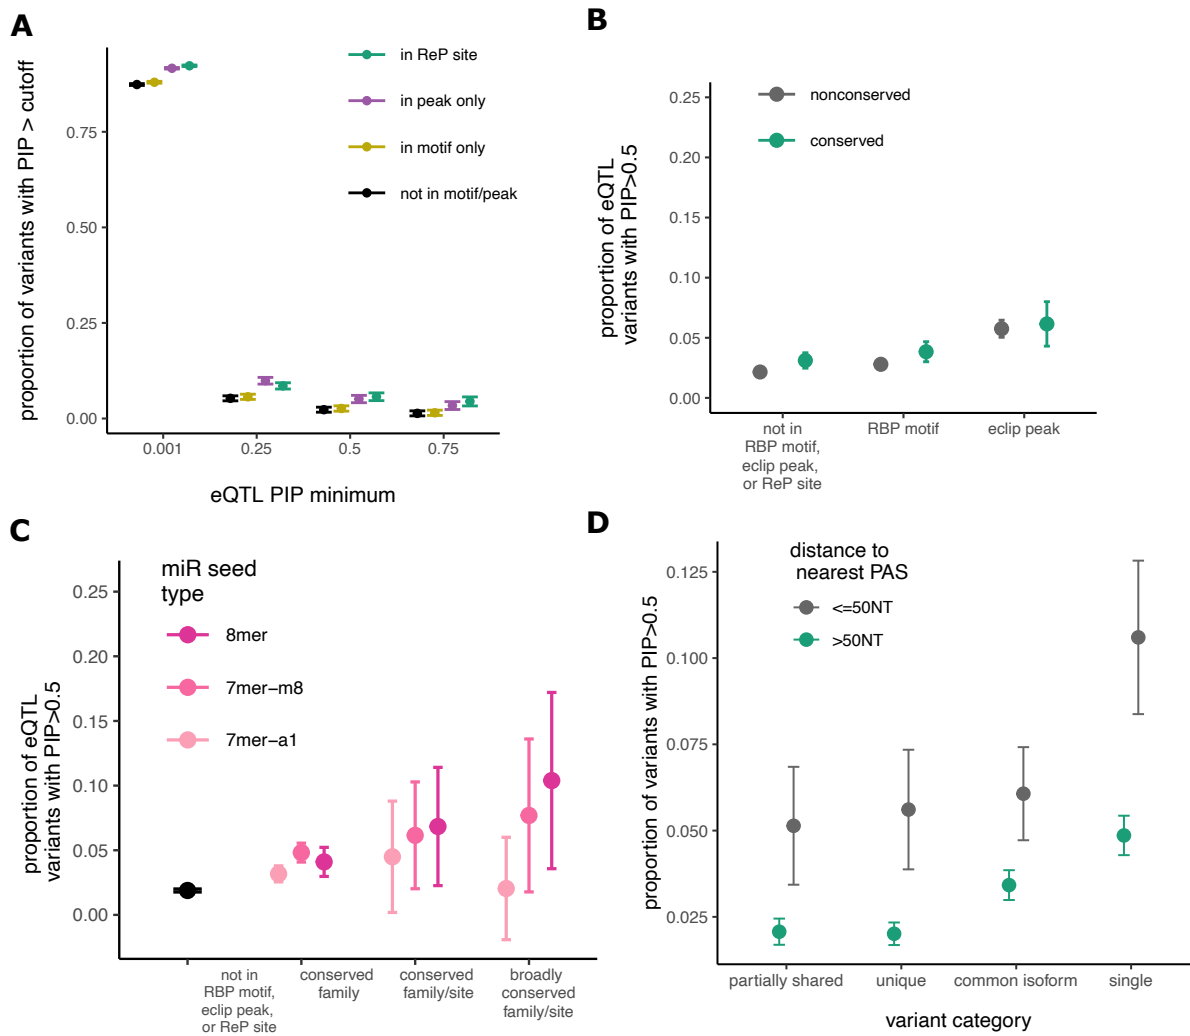 A
proportion of variants with PIP > cutoff
0.75
0.50
0.25
0.00
in ReP site
in peak only
in motif only
not in motif/peak
0.001
0.25
0.5
0.75
eQTL PIP minimum
B
proportion of eQTL
variants with PIP>0.5
0.25
0.20
0.15
0.10
0.05
0.00
nonconserved
conserved
not in
RBP motif,
eclip peak,
or ReP site
RBP motif
eclip peak
C
proportion of eQTL
variants with PIP>0.5
0.25
0.20
0.15
0.10
0.05
0.00
miR seed
type
8mer
7mer−m8
7mer−a1
not in
RBP motif,
eclip peak,
or ReP site
conserved
family
conserved
family/site
broadly
conserved
family/site
D
proportion of variants with PIP>0.5
0.125
0.100
0.075
0.050
0.025
distance to
nearest PAS
<=50NT
>50NT
partially shared
unique
common isoform
single
variant category